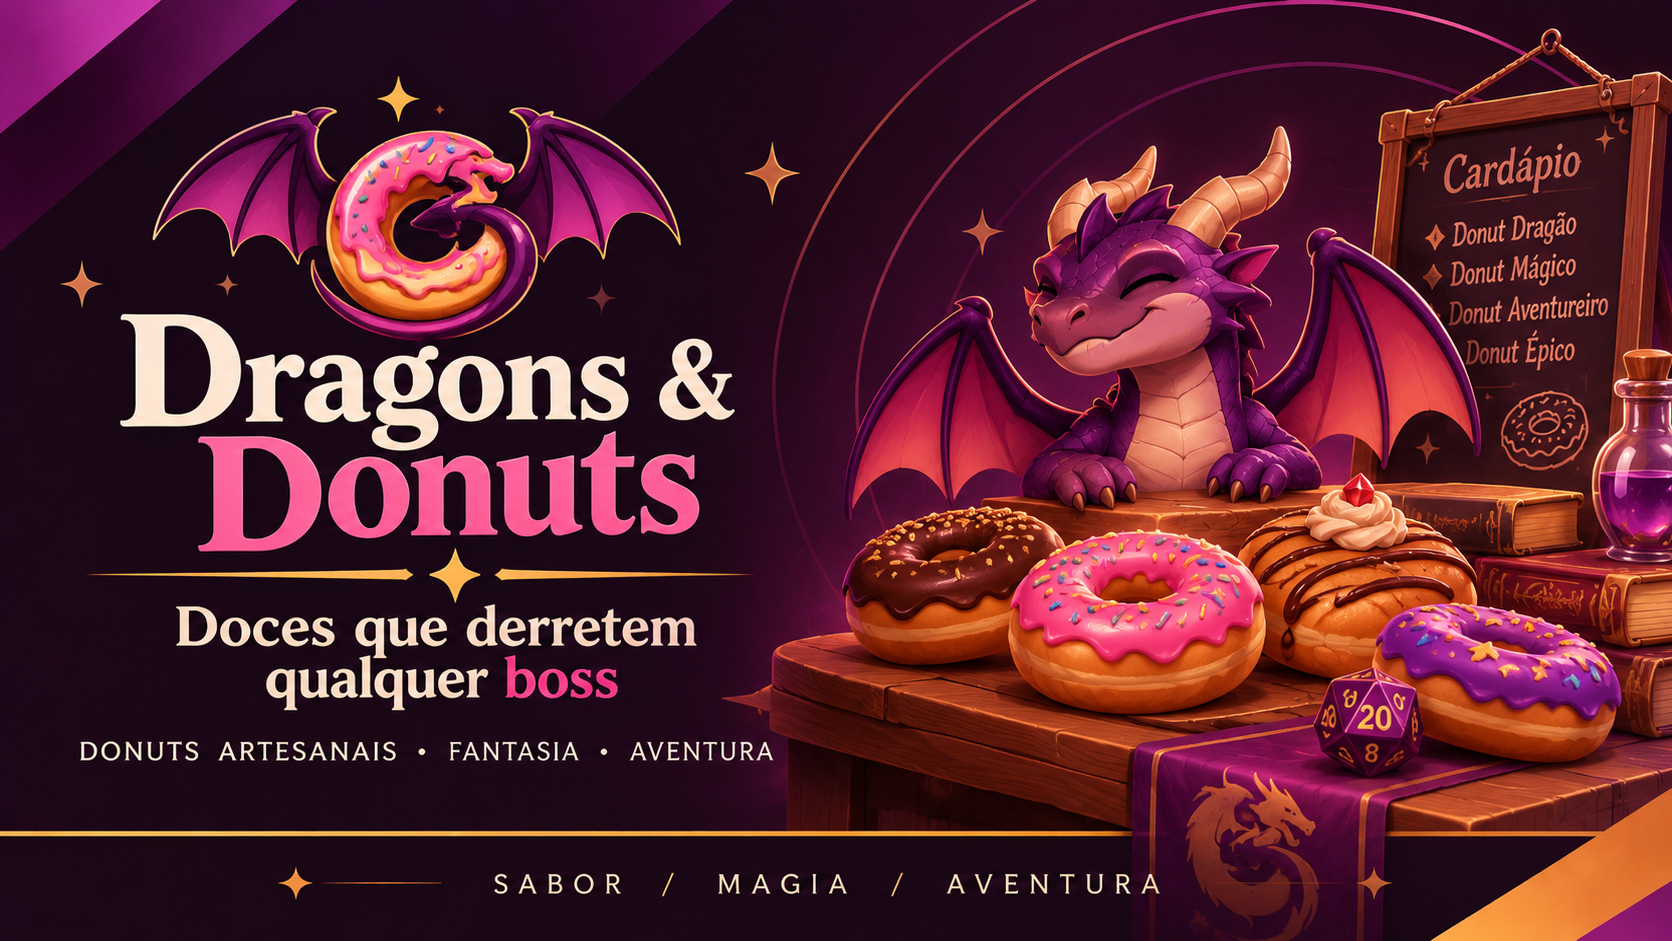 Dragons &
Donuts
Doces que derretem
qualquer boss
DONUTS ARTESANAIS • FANTASIA • AVENTURA
Cardápio
Donut Dragão
Donut Mágico
Donut Aventureiro
Donut Épico
20
8
SABOR / MAGIA / AVENTURA